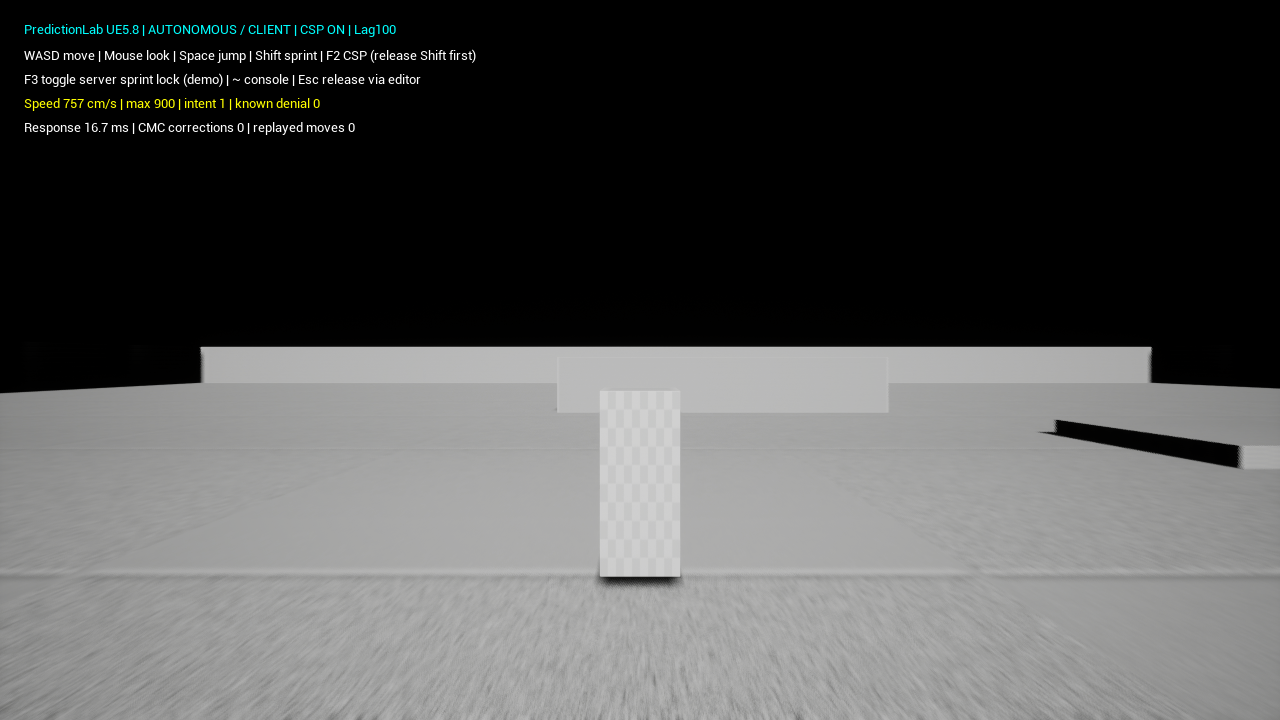 PredictionLab UE5.8 | AUTONOMOUS / CLIENT | CSP ON | Lag100
WASD move | Mouse look | Space jump | Shift sprint | F2 CSP (release Shift first)
F3 toggle server sprint lock (demo) | ~ console | Esc release via editor
Speed 757 cm/s | max 900 | intent 1 | known denial 0
Response 16.7 ms | CMC corrections 0 | replayed moves 0